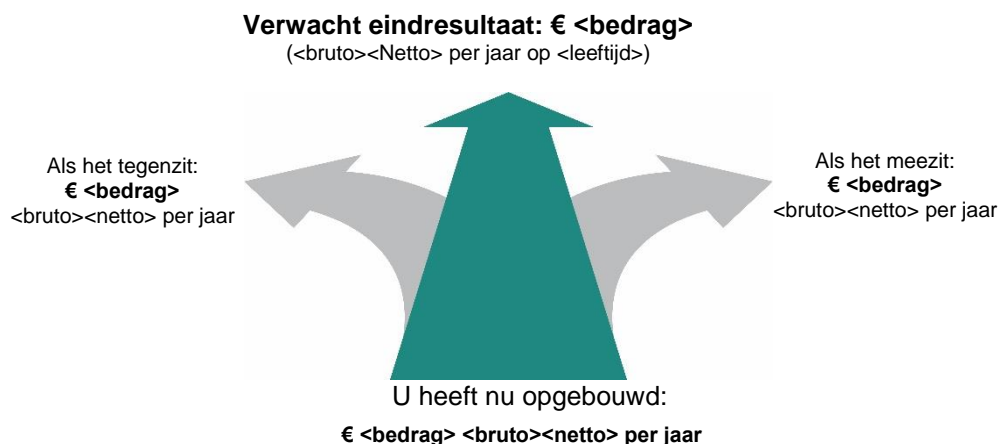 Verwacht eindresultaat: € <bedrag>
(<bruto><Netto> per jaar op <leeftijd>)
Als het tegenzit:
€ <bedrag>
<bruto><netto> per jaar
Als het meezit:
€ <bedrag>
<bruto><netto> per jaar
U heeft nu opgebouwd:
€ <bedrag> <bruto><netto> per jaar